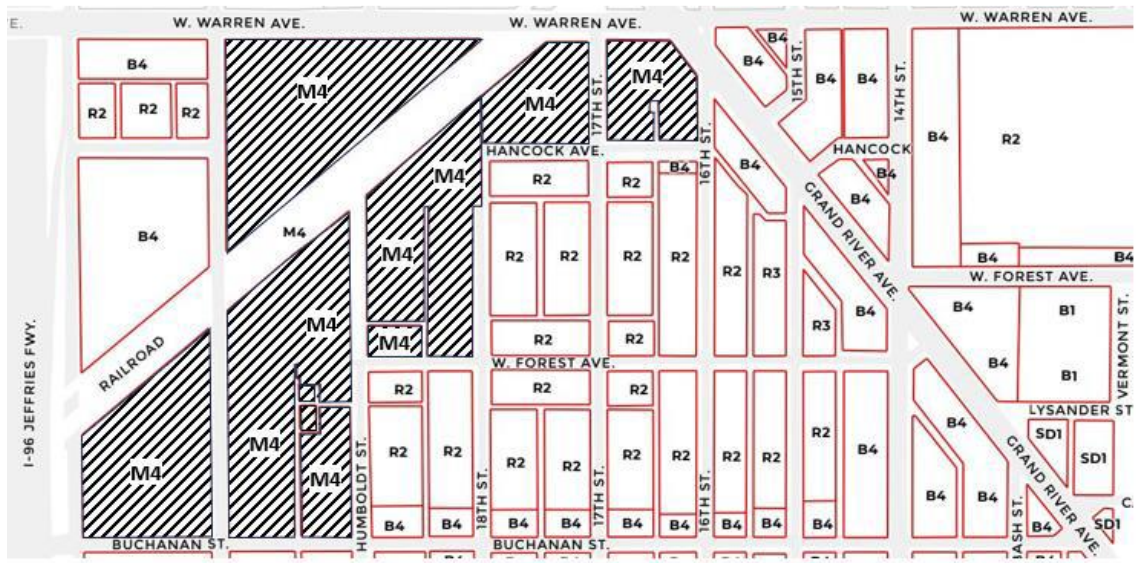 E.
W. WARREN AVE.
W. WARREN AVE.
W. WARREN AVE.
B4
R2
R2
R2
M4
M4
17TH ST.
M4
B4
B4
15TH ST.
B4
B4
14TH ST.
B4
R2
HANCOCK AVE.
HANCOCK
M4
16TH ST.
B4
B4
B4
B4
R2
R2
B4
M4
M4
R2
R2
R2
R2
R2
R3
GRAND RIVER AVE.
B4
B4
W. FOREST AVE.
M4
M4
R2
R2
R3
B4
B4
B1
VERMONT ST.
I-96 JEFFRIES FWY.
RAILROAD
W. FOREST AVE.
B4
B1
R2
R2
R2
R2
B4
LYSANDER ST
M4
M4
M4
HUMBOLDT ST.
R2
R2
18TH ST.
R2
R2
17TH ST.
R2
R2
16TH ST.
R2
R2
B4
SD1
SD1
GRAND RIVER AVE.
B4
B4
B4
B4
B4
B4
B4
B4
B4
B4
B4
NASH ST.
B4
SD1
BUCHANAN ST.
BUCHANAN ST.